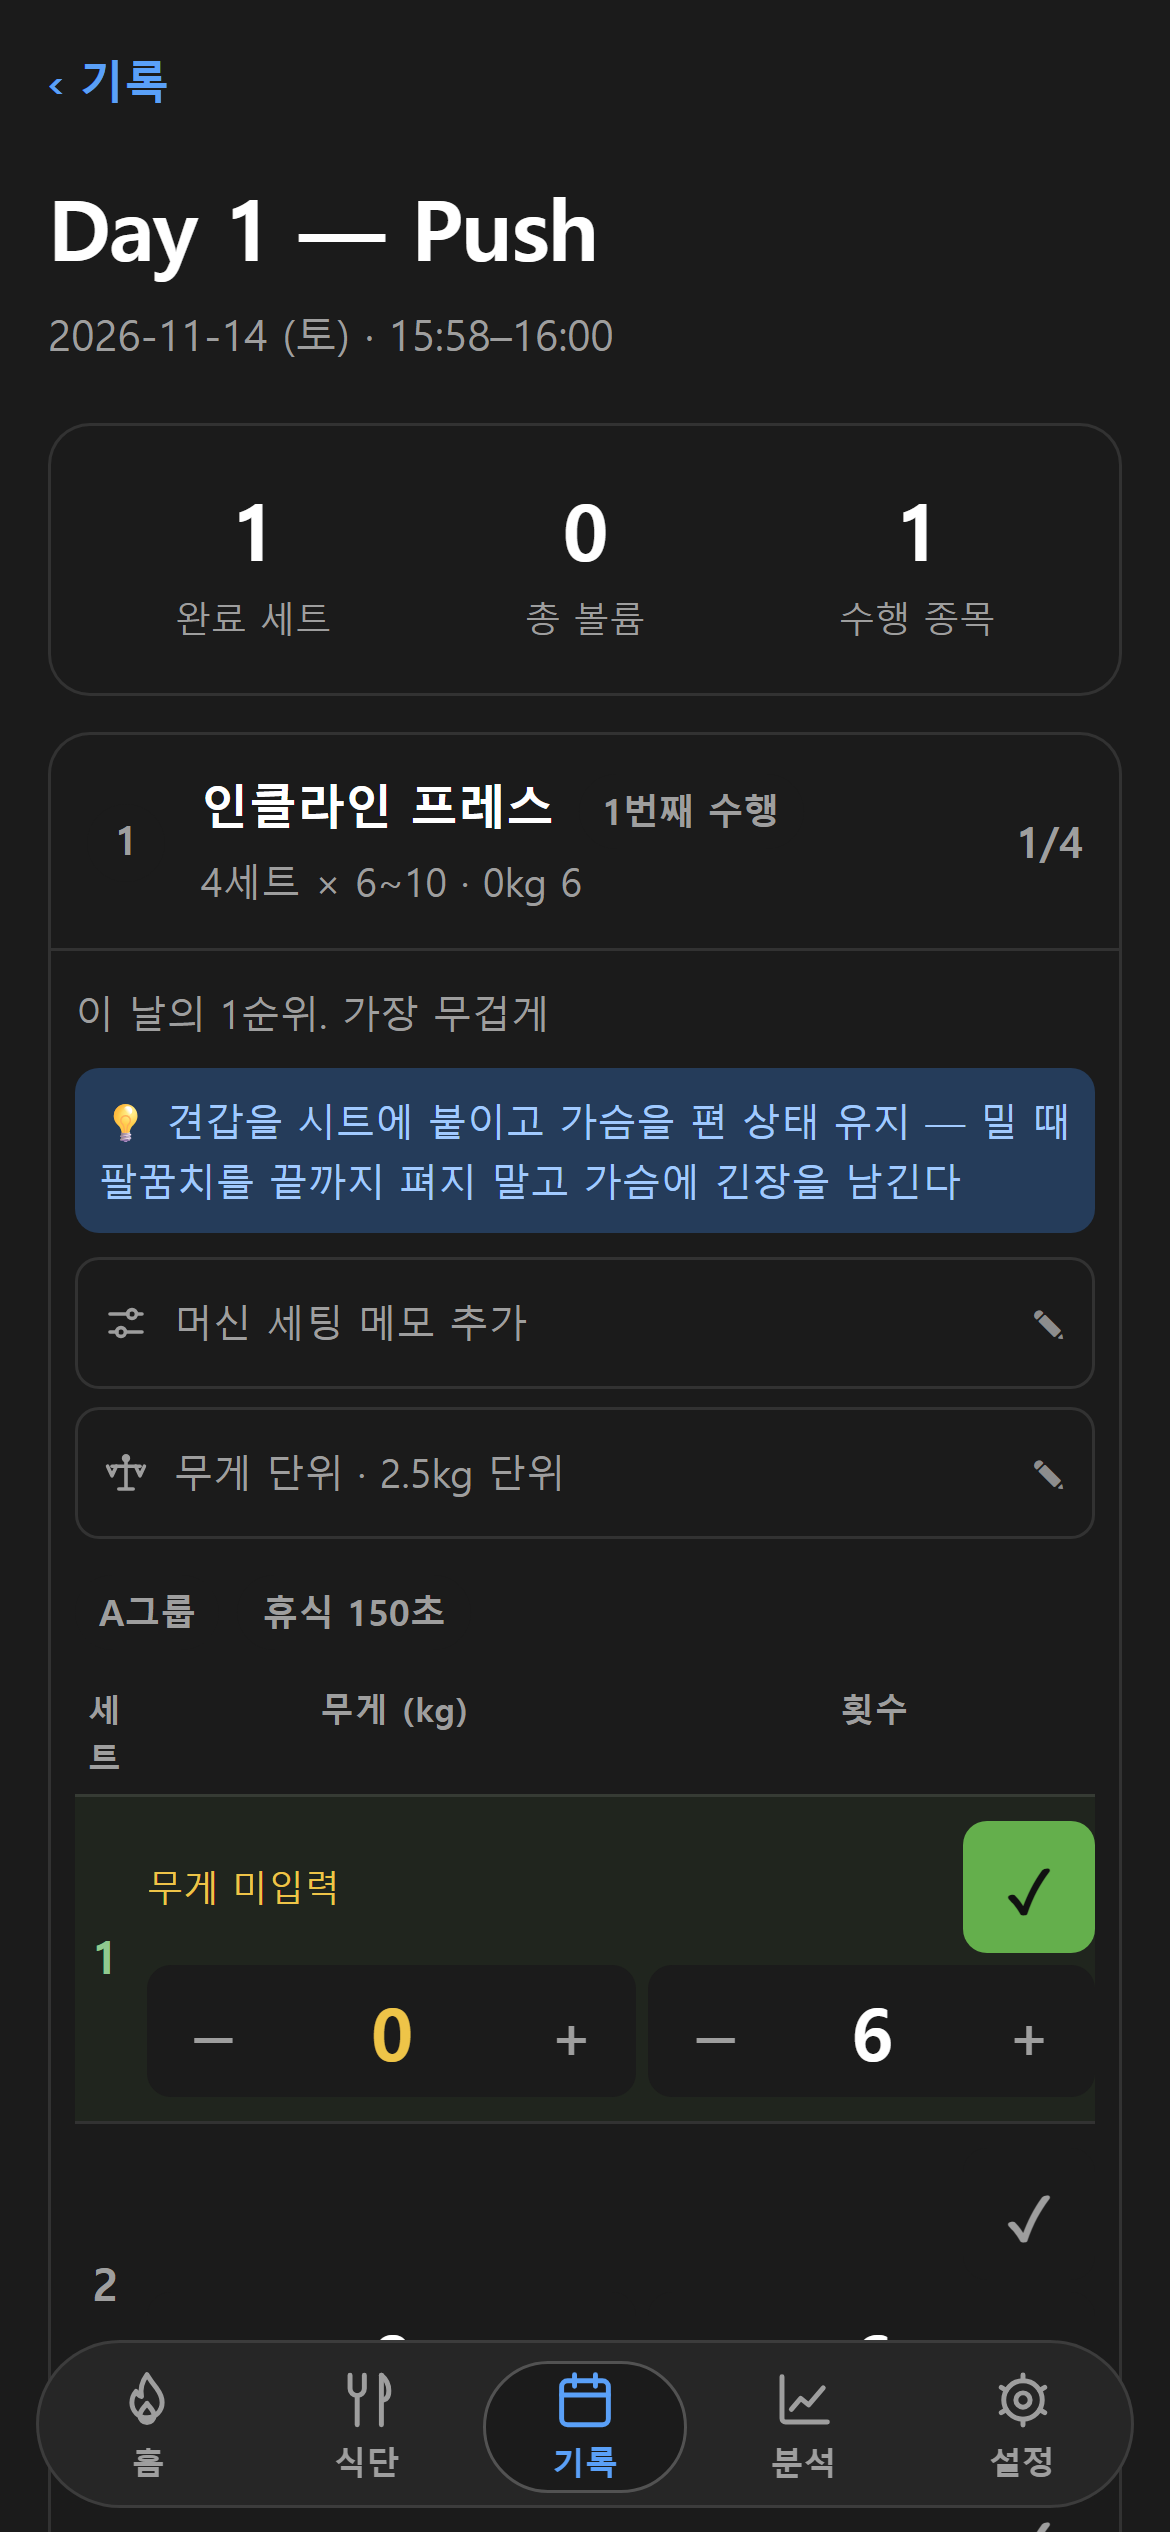 ‹ 기록
Day 1 — Push
2026-11-14 (토) · 15:58–16:00
1 0 1
완료 세트 총 볼륨 수행 종목
1 인클라인 프레스 1번째 수행 1/4
4세트 × 6~10 · 0kg 6
이 날의 1순위. 가장 무겁게
💡 견갑을 시트에 붙이고 가슴을 편 상태 유지 — 밀 때
팔꿈치를 끝까지 펴지 말고 가슴에 긴장을 남긴다
머신 세팅 메모 추가
무게 단위 · 2.5kg 단위
A그룹 휴식 150초
세트 무게 (kg) 횟수
무게 미입력 ✓
1 — 0 + — 6 +
✓
2
홈 식단 기록 분석 설정